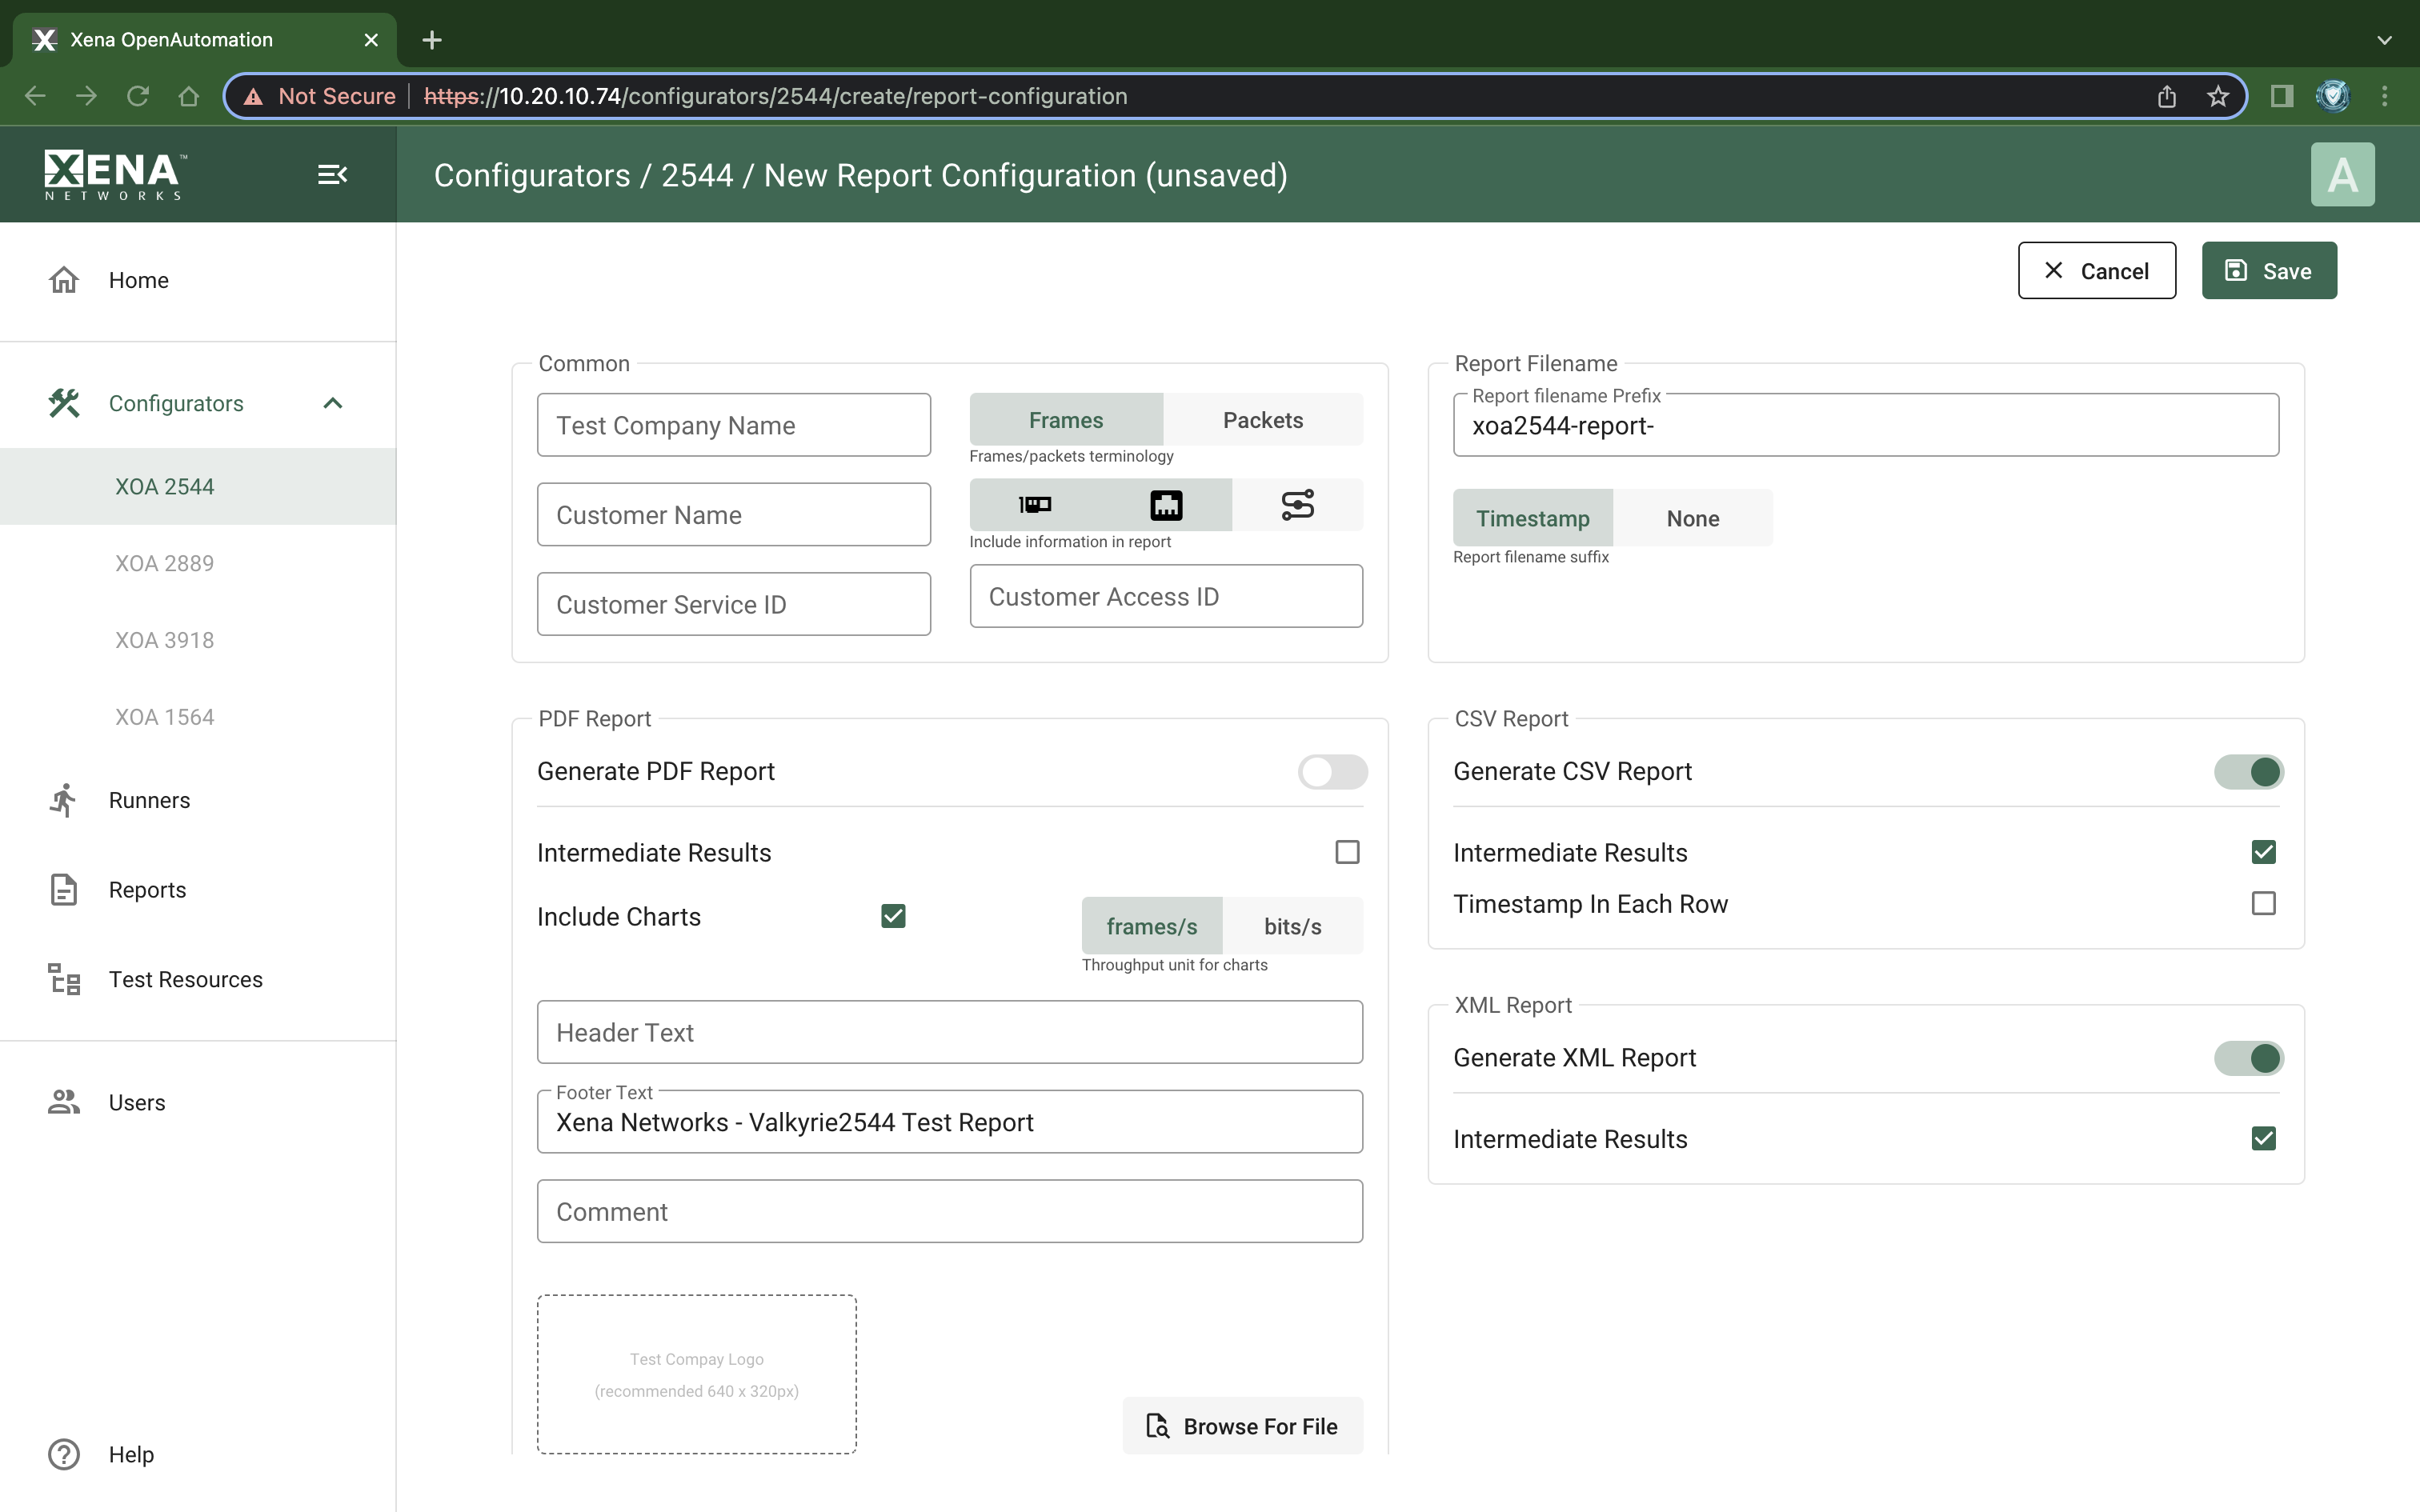 Xena OpenAutomation
Not Secure
https://10.20.10.74/configurators/2544/create/report-configuration
XENA™
NETWORKS
Configurators / 2544 / New Report Configuration (unsaved)
A
Cancel
Save
Home
Configurators
XOA 2544
XOA 2889
XOA 3918
XOA 1564
Runners
Reports
Test Resources
Users
Help
Common
Test Company Name
Customer Name
Customer Service ID
Frames
Packets
Frames/packets terminology
Include information in report
Customer Access ID
Report Filename
Report filename Prefix
xoa2544-report-
Timestamp
None
Report filename suffix
PDF Report
Generate PDF Report
Intermediate Results
Include Charts
frames/s
bits/s
Throughput unit for charts
Header Text
Footer Text
Xena Networks - Valkyrie2544 Test Report
Comment
Test Compay Logo
(recommended 640 x 320px)
Browse For File
CSV Report
Generate CSV Report
Intermediate Results
Timestamp In Each Row
XML Report
Generate XML Report
Intermediate Results